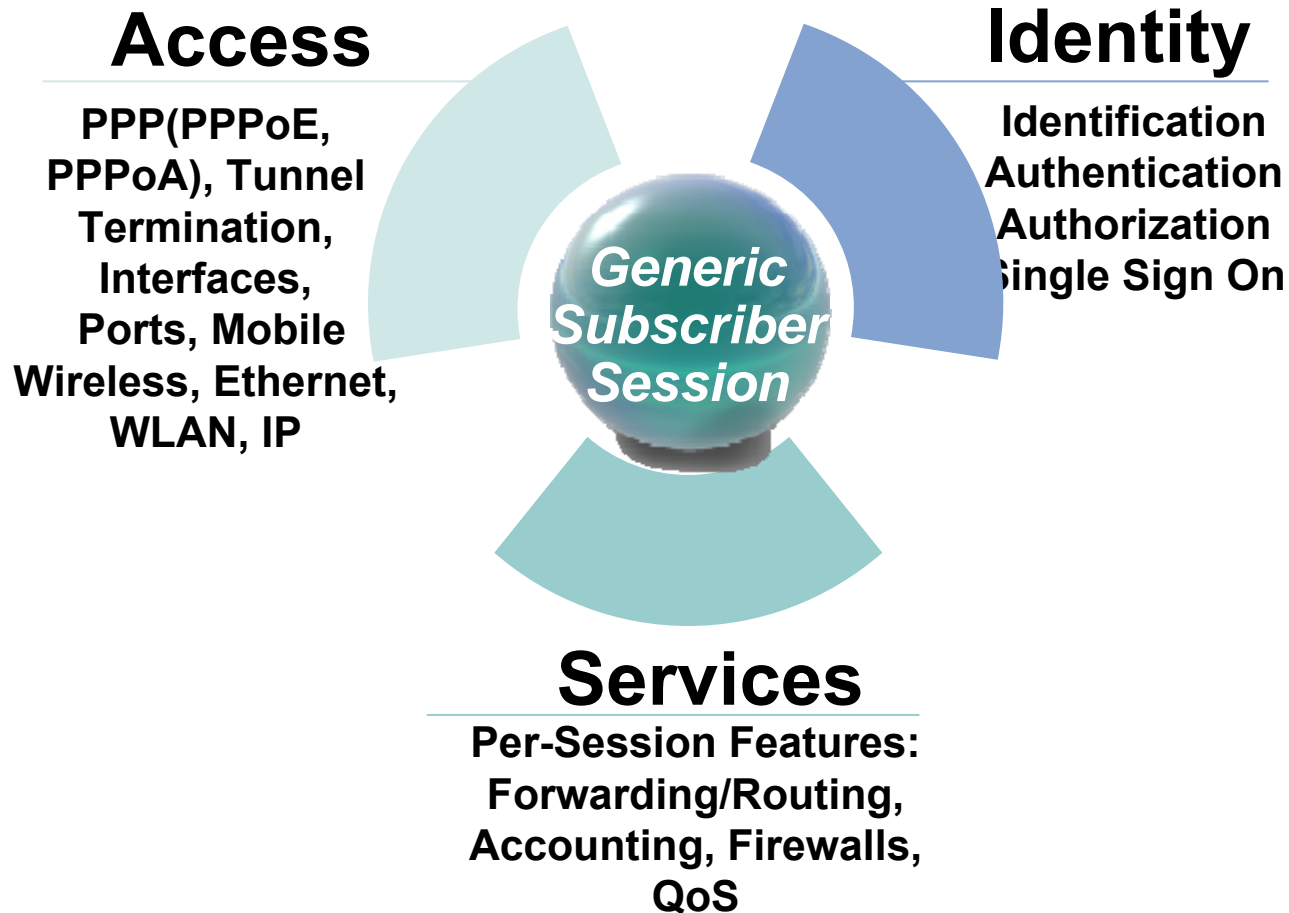 Access
PPP(PPPoE,
PPPoA), Tunnel
Termination,
Interfaces,
Ports, Mobile
Wireless, Ethernet,
WLAN, IP
Identity
Identification
Authentication
Authorization
Single Sign On
Generic
Subscriber
Session
Services
Per-Session Features:
Forwarding/Routing,
Accounting, Firewalls,
QoS